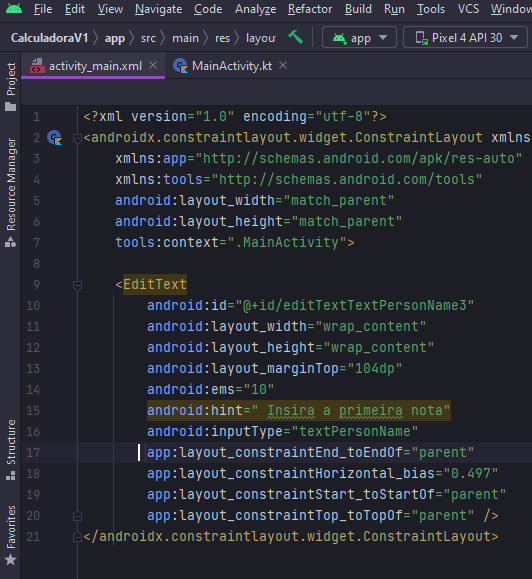 File Edit View Navigate Code Analyze Refactor Build Run Tools VCS Window
CalculadoraV1 app src main res layou app Pixel 4 API 30
activity_main.xml MainActivity.kt
Project
Resource Manager
Structure
Favorites
1 <?xml version="1.0" encoding="utf-8"?>
2 <androidx.constraintlayout.widget.ConstraintLayout xmlns
3 xmlns:app="http://schemas.android.com/apk/res-auto"
4 xmlns:tools="http://schemas.android.com/tools"
5 android:layout_width="match_parent"
6 android:layout_height="match_parent"
7 tools:context=".MainActivity">
8
9 <EditText
10 android:id="@+id/editTextTextPersonName3"
11 android:layout_width="wrap_content"
12 android:layout_height="wrap_content"
13 android:layout_marginTop="104dp"
14 android:ems="10"
15 android:hint=" Insira a primeira nota"
16 android:inputType="textPersonName"
17 app:layout_constraintEnd_toEndOf="parent"
18 app:layout_constraintHorizontal_bias="0.497"
19 app:layout_constraintStart_toStartOf="parent"
20 app:layout_constraintTop_toTopOf="parent" />
21 </androidx.constraintlayout.widget.ConstraintLayout>